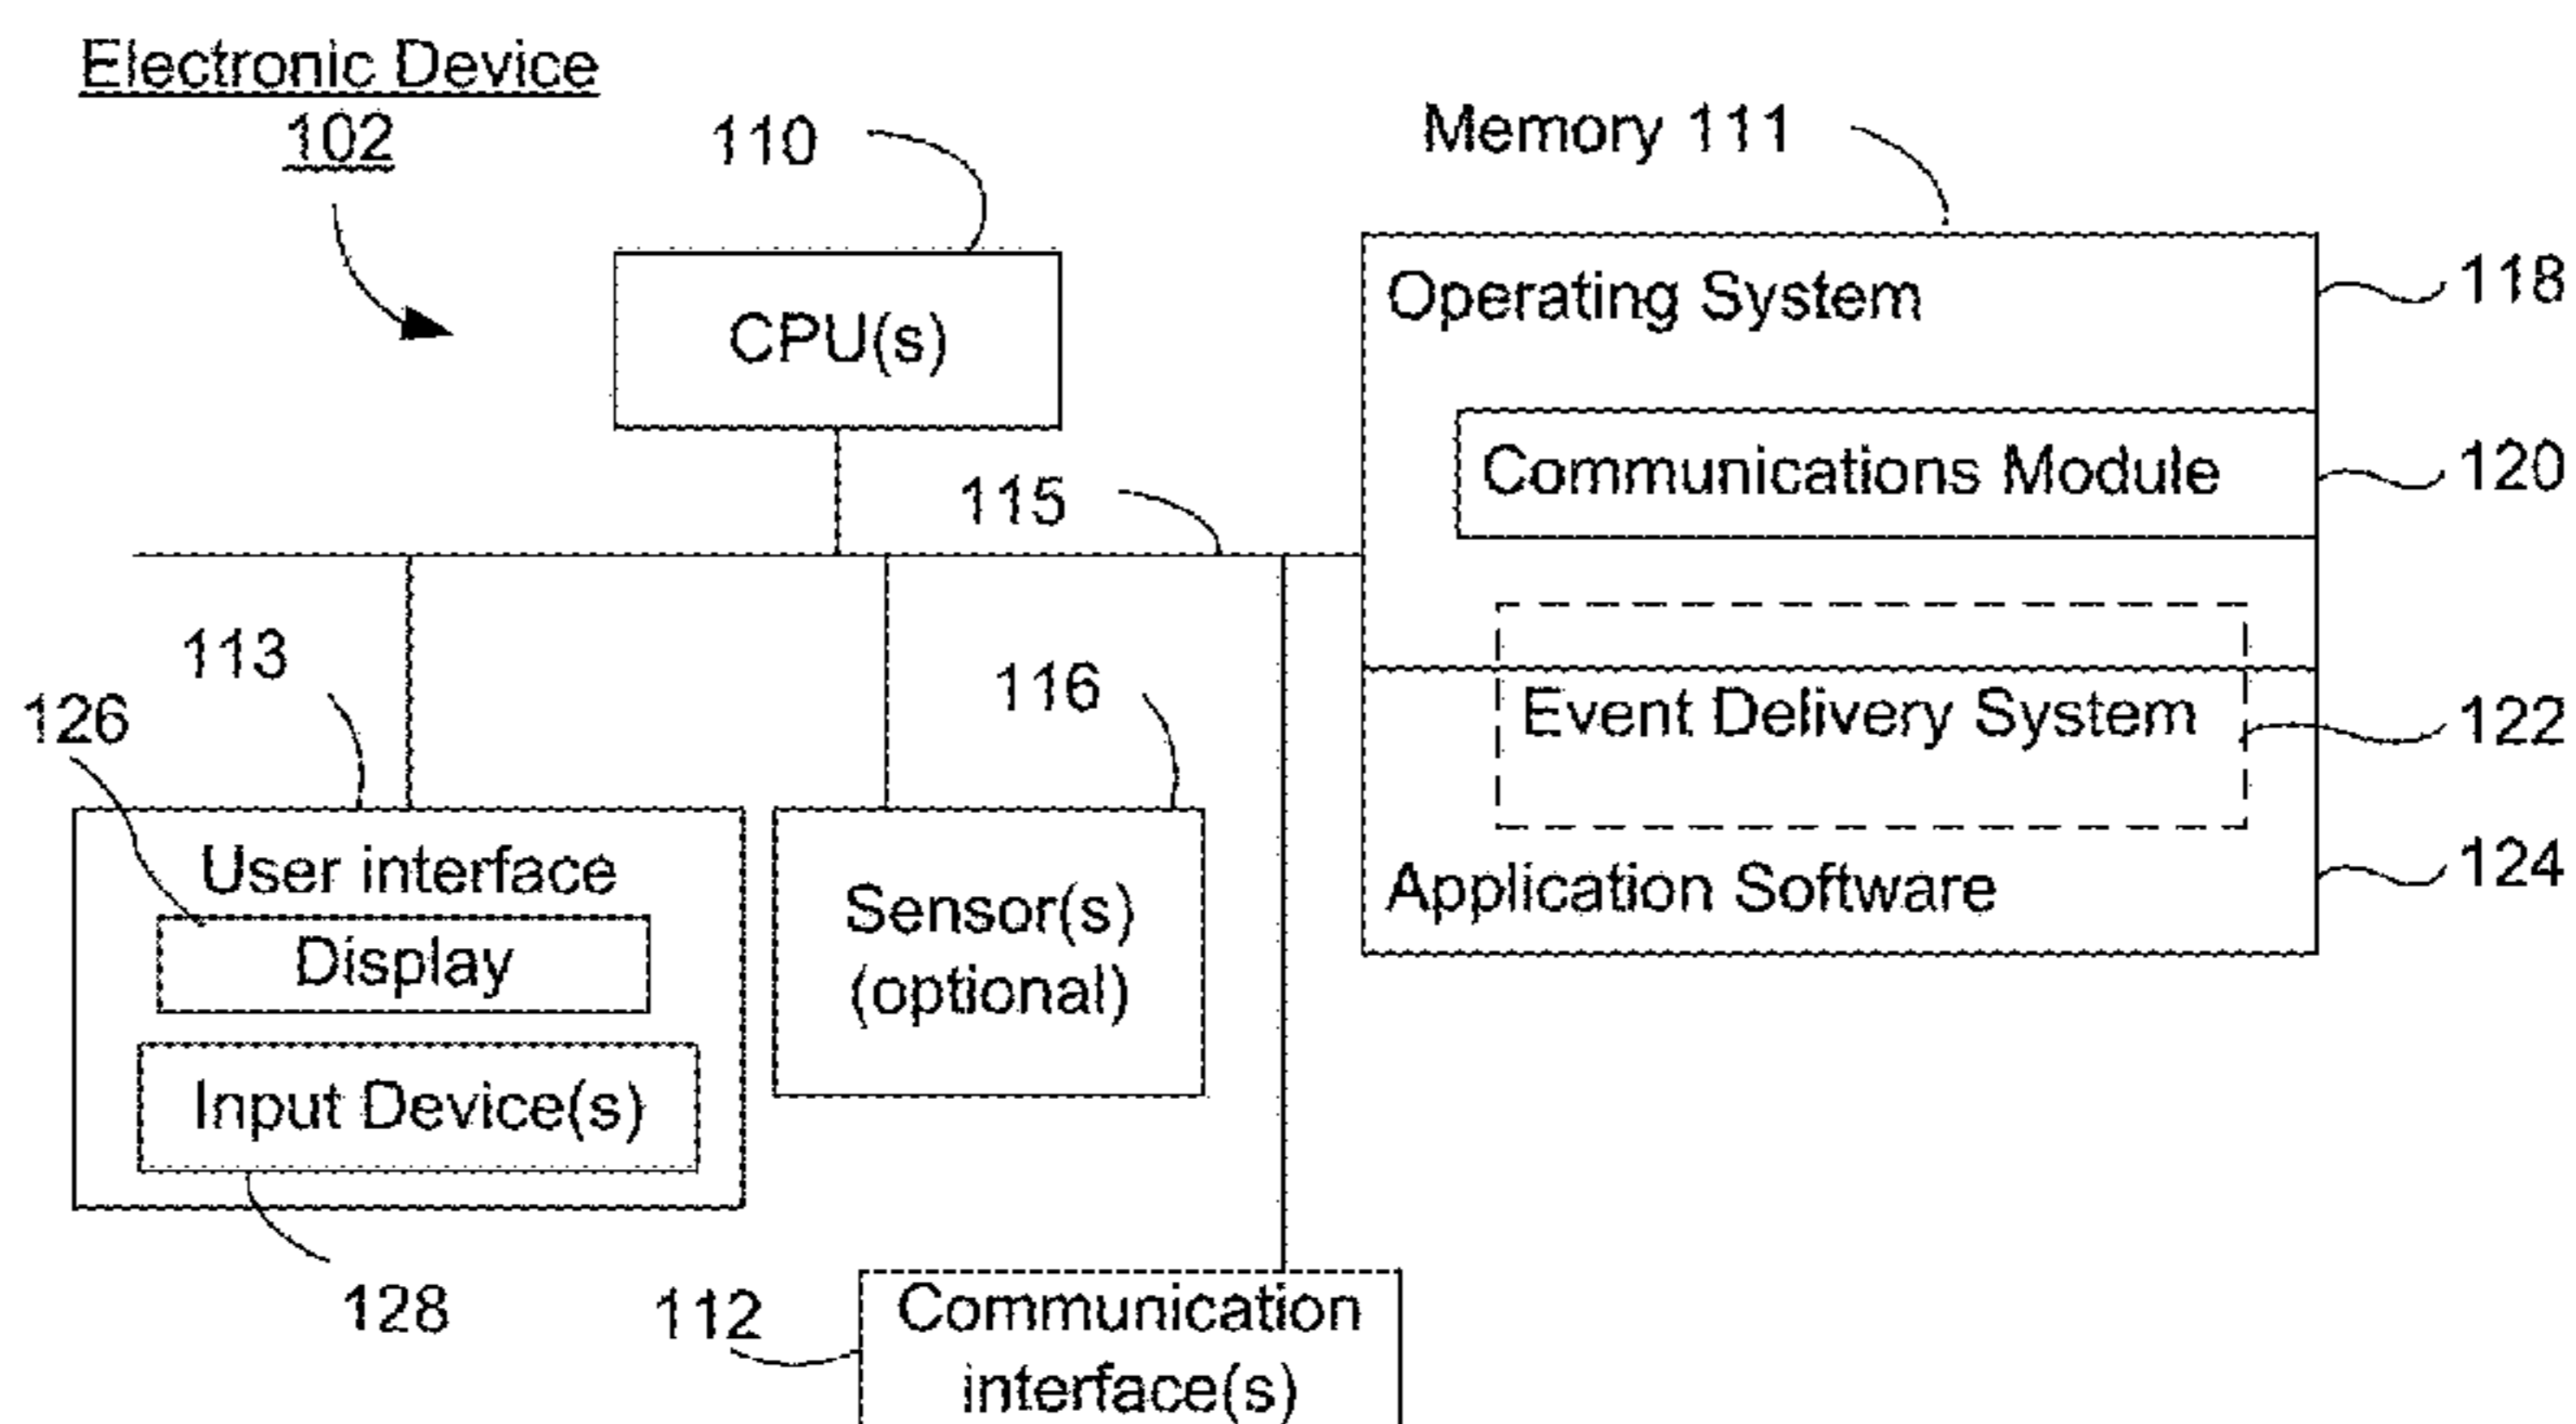 Electronic Device
102
110
Memory 111
CPU(s)
Operating System
118
Communications Module
120
115
113
116
126
Event Delivery System
122
User interface
Display
Input Device(s)
Sensor(s)
(optional)
Application Software
124
128
112
Communication
interface(s)